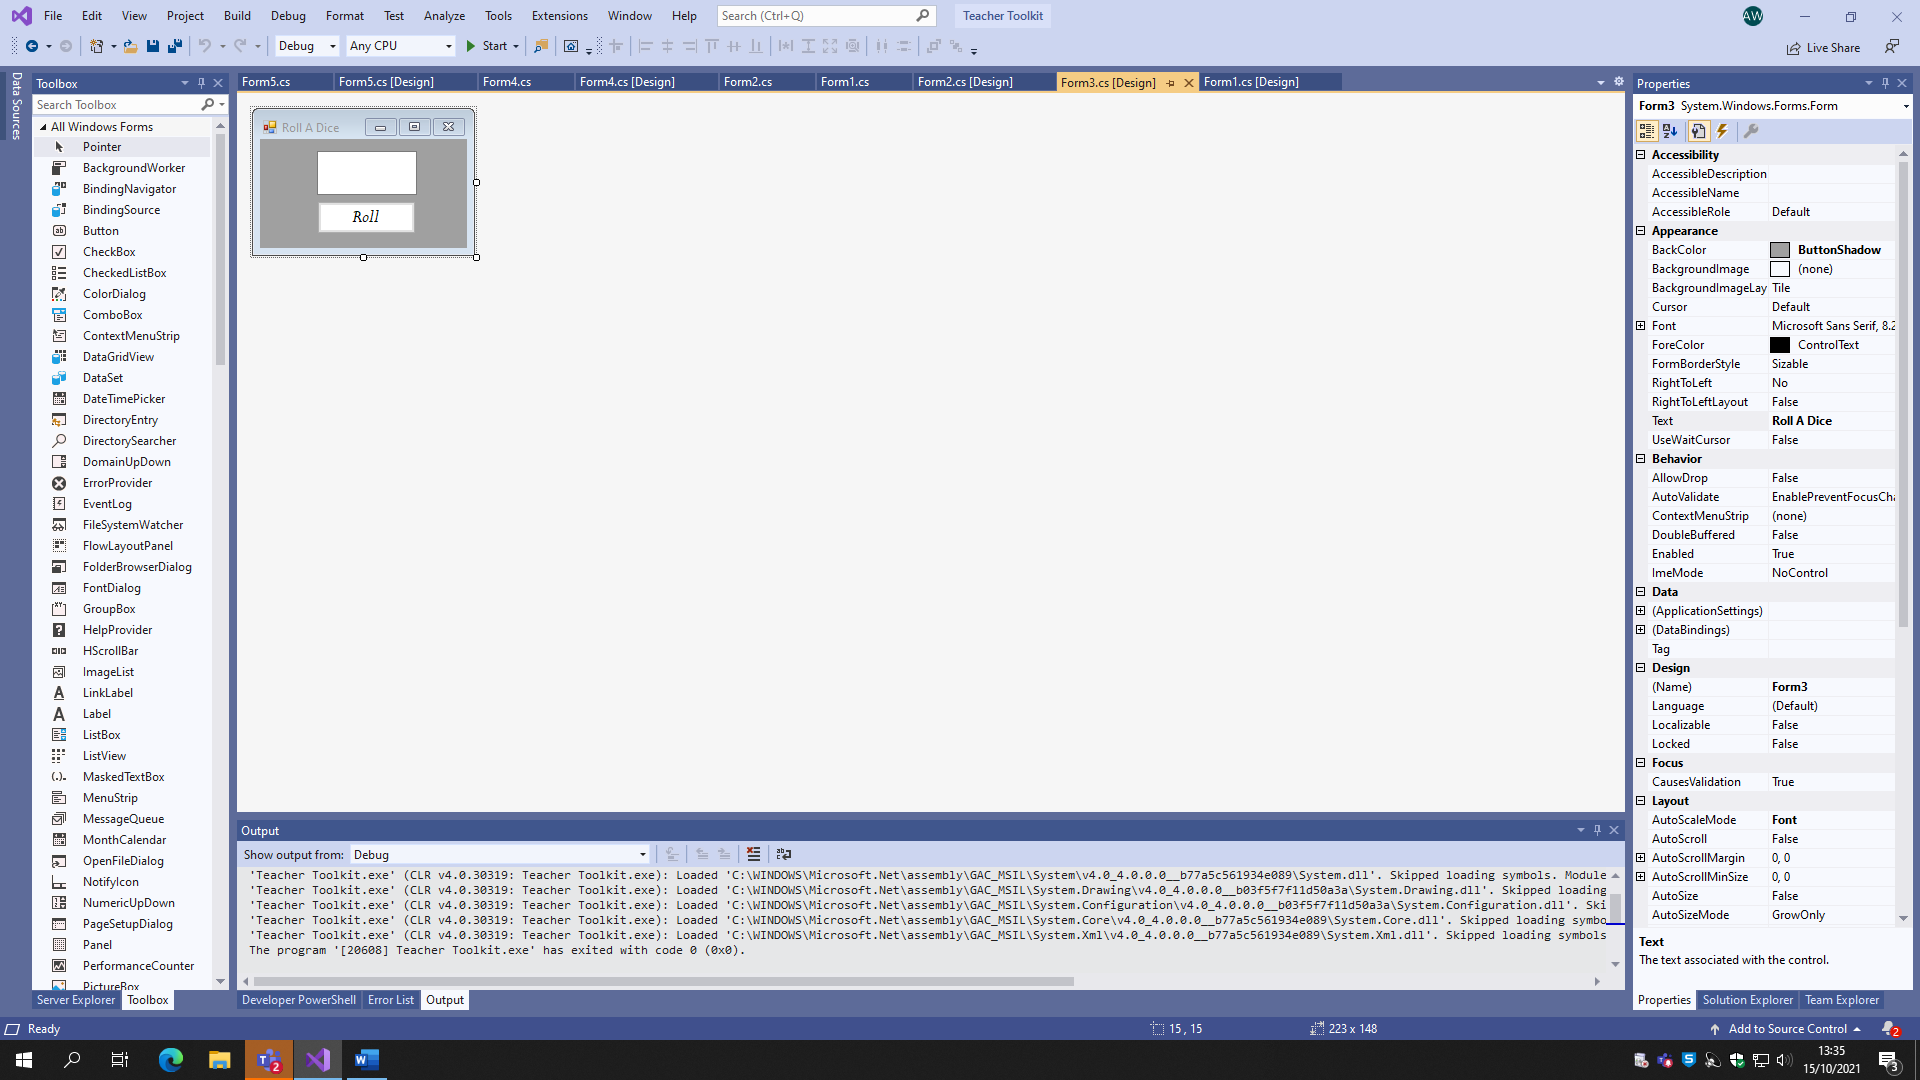 File Edit View Project Build Debug Format Test Analyze Tools Extensions Window Help Search (Ctrl+Q) Teacher Toolkit AW
Debug Any CPU Start Live Share
Data Sources
Toolbox
Search Toolbox
All Windows Forms
Pointer
BackgroundWorker
BindingNavigator
BindingSource
Button
CheckBox
CheckedListBox
ColorDialog
ComboBox
ContextMenuStrip
DataGridView
DataSet
DateTimePicker
DirectoryEntry
DirectorySearcher
DomainUpDown
ErrorProvider
EventLog
FileSystemWatcher
FlowLayoutPanel
FolderBrowserDialog
FontDialog
GroupBox
HelpProvider
HScrollBar
ImageList
LinkLabel
Label
ListBox
ListView
MaskedTextBox
MenuStrip
MessageQueue
MonthCalendar
OpenFileDialog
NotifyIcon
NumericUpDown
PageSetupDialog
Panel
PerformanceCounter
PictureBox
Server Explorer Toolbox
Form5.cs Form5.cs [Design] Form4.cs Form4.cs [Design] Form2.cs Form1.cs Form2.cs [Design] Form3.cs [Design] Form1.cs [Design]
Roll A Dice
Roll
Output
Show output from: Debug
'Teacher Toolkit.exe' (CLR v4.0.30319: Teacher Toolkit.exe): Loaded 'C:\WINDOWS\Microsoft.Net\assembly\GAC_MSIL\System\v4.0_4.0.0.0__b77a5c561934e089\System.dll'. Skipped loading symbols. Module
'Teacher Toolkit.exe' (CLR v4.0.30319: Teacher Toolkit.exe): Loaded 'C:\WINDOWS\Microsoft.Net\assembly\GAC_MSIL\System.Drawing\v4.0_4.0.0.0__b03f5f7f11d50a3a\System.Drawing.dll'. Skipped loading
'Teacher Toolkit.exe' (CLR v4.0.30319: Teacher Toolkit.exe): Loaded 'C:\WINDOWS\Microsoft.Net\assembly\GAC_MSIL\System.Configuration\v4.0_4.0.0.0__b03f5f7f11d50a3a\System.Configuration.dll'. Ski
'Teacher Toolkit.exe' (CLR v4.0.30319: Teacher Toolkit.exe): Loaded 'C:\WINDOWS\Microsoft.Net\assembly\GAC_MSIL\System.Core\v4.0_4.0.0.0__b77a5c561934e089\System.Core.dll'. Skipped loading symbo
'Teacher Toolkit.exe' (CLR v4.0.30319: Teacher Toolkit.exe): Loaded 'C:\WINDOWS\Microsoft.Net\assembly\GAC_MSIL\System.Xml\v4.0_4.0.0.0__b77a5c561934e089\System.Xml.dll'. Skipped loading symbols
The program '[20608] Teacher Toolkit.exe' has exited with code 0 (0x0).
Developer PowerShell Error List Output
Properties
Form3 System.Windows.Forms.Form
Accessibility
AccessibleDescription
AccessibleName
AccessibleRole Default
Appearance
BackColor ButtonShadow
BackgroundImage (none)
BackgroundImageLay Tile
Cursor Default
Font Microsoft Sans Serif, 8.2
ForeColor ControlText
FormBorderStyle Sizable
RightToLeft No
RightToLeftLayout False
Text Roll A Dice
UseWaitCursor False
Behavior
AllowDrop False
AutoValidate EnablePreventFocusCha
ContextMenuStrip (none)
DoubleBuffered False
Enabled True
ImeMode NoControl
Data
(ApplicationSettings)
(DataBindings)
Tag
Design
(Name) Form3
Language (Default)
Localizable False
Locked False
Focus
CausesValidation True
Layout
AutoScaleMode Font
AutoScroll False
AutoScrollMargin 0, 0
AutoScrollMinSize 0, 0
AutoSize False
AutoSizeMode GrowOnly
Text
The text associated with the control.
Properties Solution Explorer Team Explorer
Ready 15 , 15 223 x 148 Add to Source Control 2
2 13:35
15/10/2021 3